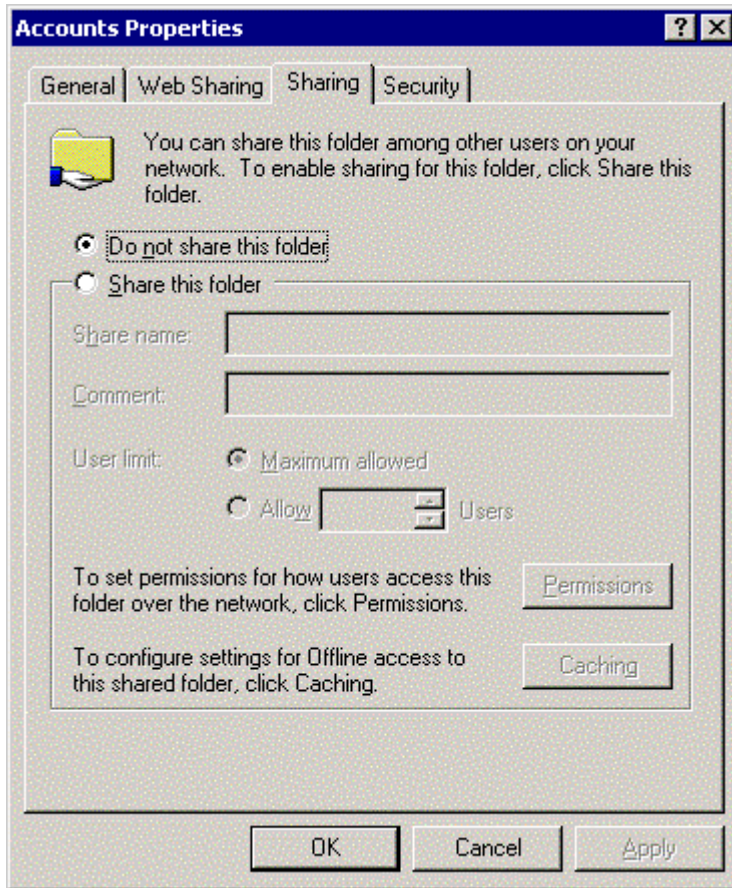 Accounts Properties
General Web Sharing Sharing Security
You can share this folder among other users on your
network. To enable sharing for this folder, click Share this
folder.
Do not share this folder
Share this folder
Share name:
Comment:
User limit: Maximum allowed
Allow Users
To set permissions for how users access this
folder over the network, click Permissions.
Permissions
To configure settings for Offline access to
this shared folder, click Caching.
Caching
OK Cancel Apply